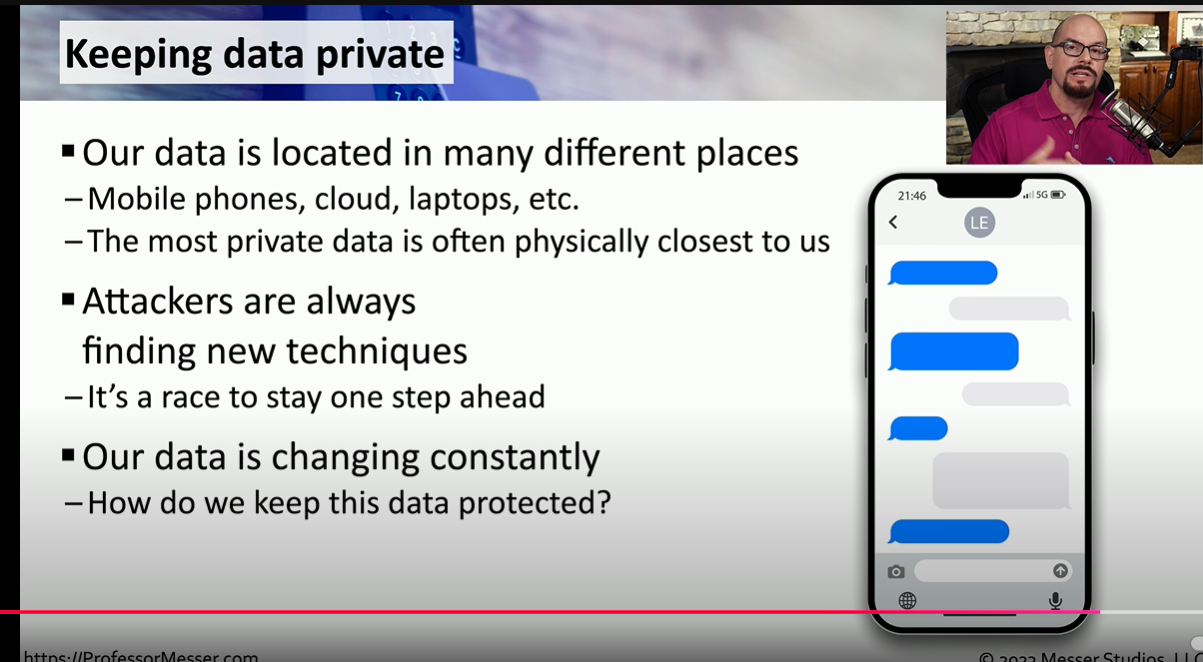 Keeping data private
▪ Our data is located in many different places
– Mobile phones, cloud, laptops, etc.
– The most private data is often physically closest to us
▪ Attackers are always
finding new techniques
– It's a race to stay one step ahead
▪ Our data is changing constantly
– How do we keep this data protected?
21:46
5G
LE
https://ProfessorMesser.com
© 2023 Messer Studios, LLC